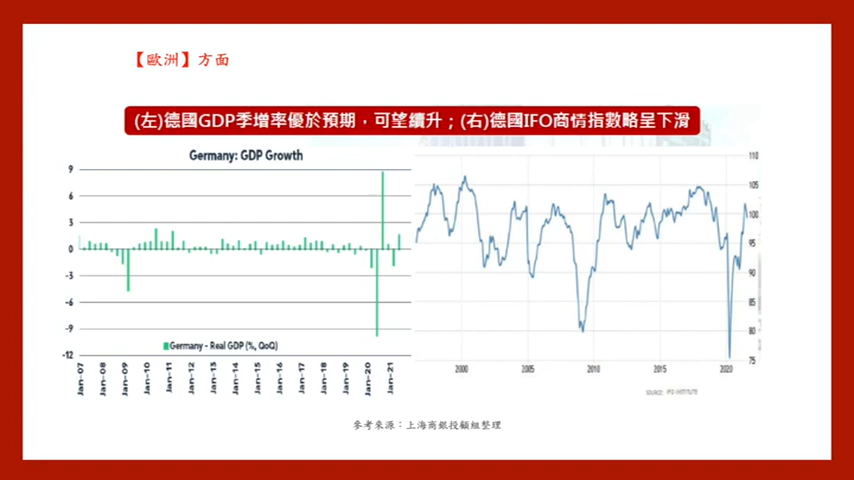 【歐洲】方面
(左)德國GDP季增率優於預期，可望續升；(右)德國IFO商情指數略呈下滑
Germany: GDP Growth
9
6
3
0
-3
-6
-9
-12
Germany - Real GDP (%, QoQ)
Jan-07
Jan-08
Jan-09
Jan-10
Jan-11
Jan-12
Jan-13
Jan-14
Jan-15
Jan-16
Jan-17
Jan-18
Jan-19
Jan-20
Jan-21
110
105
100
95
90
85
80
75
2000
2005
2010
2015
2020
SOURCE: IFO INSTITUTE
參考來源：上海商銀投顧組整理